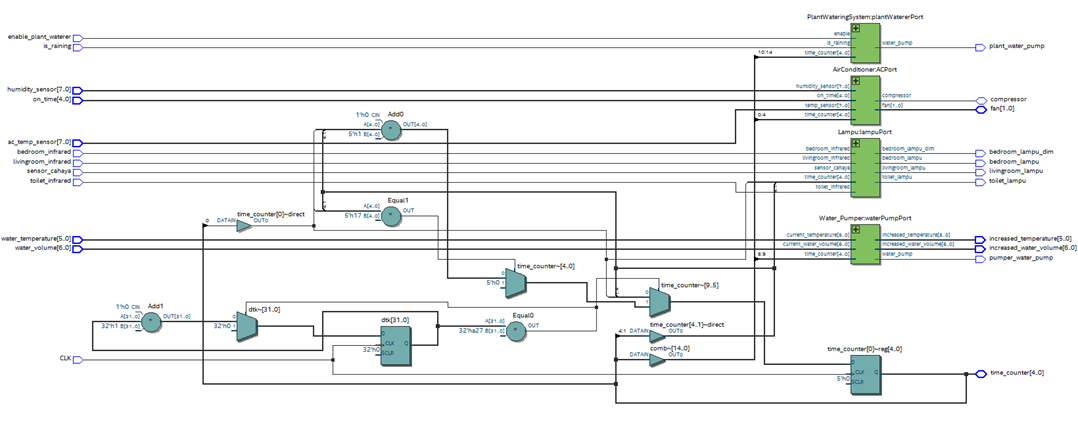 PlantWateringSystem:plantWatererPort
enable_plant_waterer
enable
is_raining
is_raining
water_pump
plant_water_pump
time_counter[4..0]
10:14
AirConditioner:ACPort
humidity_sensor[7..0]
humidity_sensor[7..0]
on_time[4..0]
on_time[4..0]
compressor
compressor
temp_sensor[7..0]
fan[1..0]
fan[1..0]
time_counter[4..0]
0:4
Add0
1'h0 CIN
A[4..0]
OUT[4..0]
5'h1 B[4..0]
Lampu:lampuPort
ac_temp_sensor[7..0]
bedroom_infrared
bedroom_infrared
bedroom_lampu_dim
bedroom_lampu_dim
livingroom_infrared
livingroom_infrared
bedroom_lampu
bedroom_lampu
sensor_cahaya
sensor_cahaya
livingroom_lampu
livingroom_lampu
toilet_infrared
time_counter[4..0]
toilet_lampu
toilet_lampu
toilet_infrared
Equal1
A[4..0]
OUT
5'h17 B[4..0]
time_counter[0]~direct
0
DATAIN
OUT0
Water_Pumper:waterPumpPort
water_temperature[5..0]
current_temperature[5..0]
increased_temperature[5..0]
increased_temperature[5..0]
water_volume[6..0]
current_water_volume[6..0]
increased_water_volume[6..0]
increased_water_volume[6..0]
time_counter[4..0]
water_pump
pumper_water_pump
5:9
time_counter~[4..0]
0
5'h0
1
time_counter~[9..5]
0
1
Add1
1'h0 CIN
A[31..0]
OUT[31..0]
32'h1 B[31..0]
dtk~[31..0]
0
32'h0
1
dtk[31..0]
D
CLK
Q
32'h0
SCLR
Equal0
A[31..0]
OUT
32'ha27 B[31..0]
time_counter[4..1]~direct
4:1
DATAIN
OUT0
comb~[14..0]
DATAIN
OUT0
CLK
time_counter[0]~reg[4..0]
D
CLK
Q
5'h0
SCLR
time_counter[4..0]